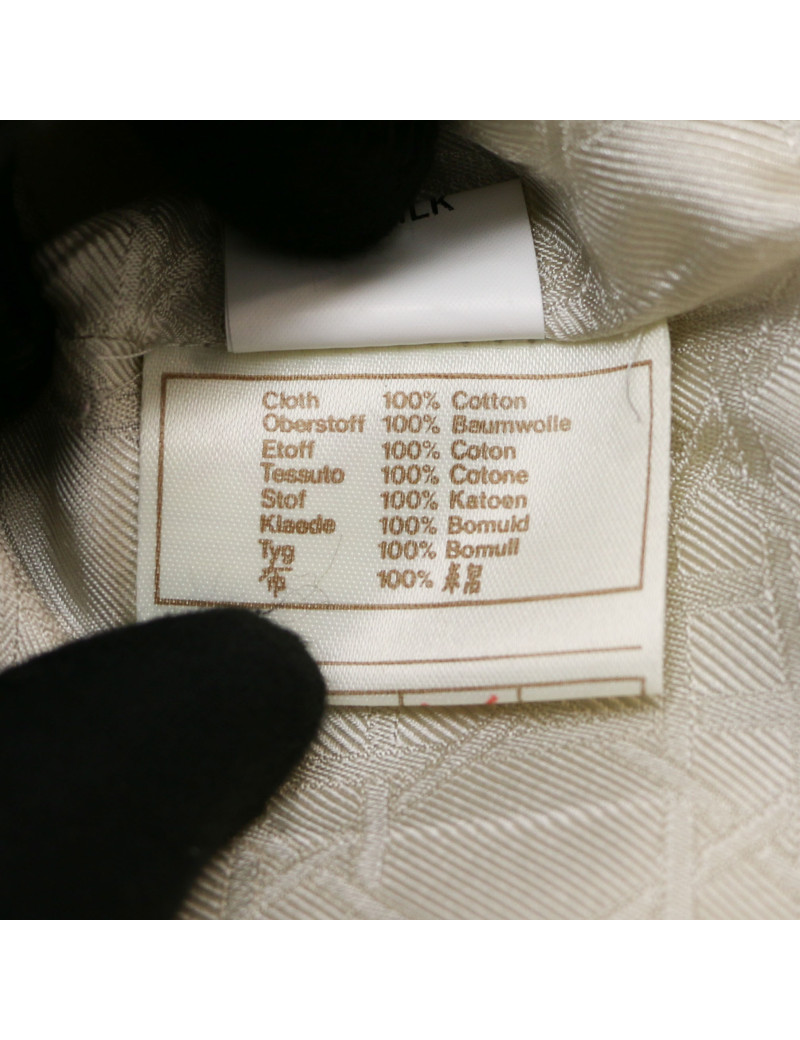 Cloth 100% Cotton
Oberstoff 100% Baumwolle
Etoff 100% Coton
Tessuto 100% Cotone
Stof 100% Katoen
Klaede 100% Bomuld
Tyg 100% Bomull
布 100%